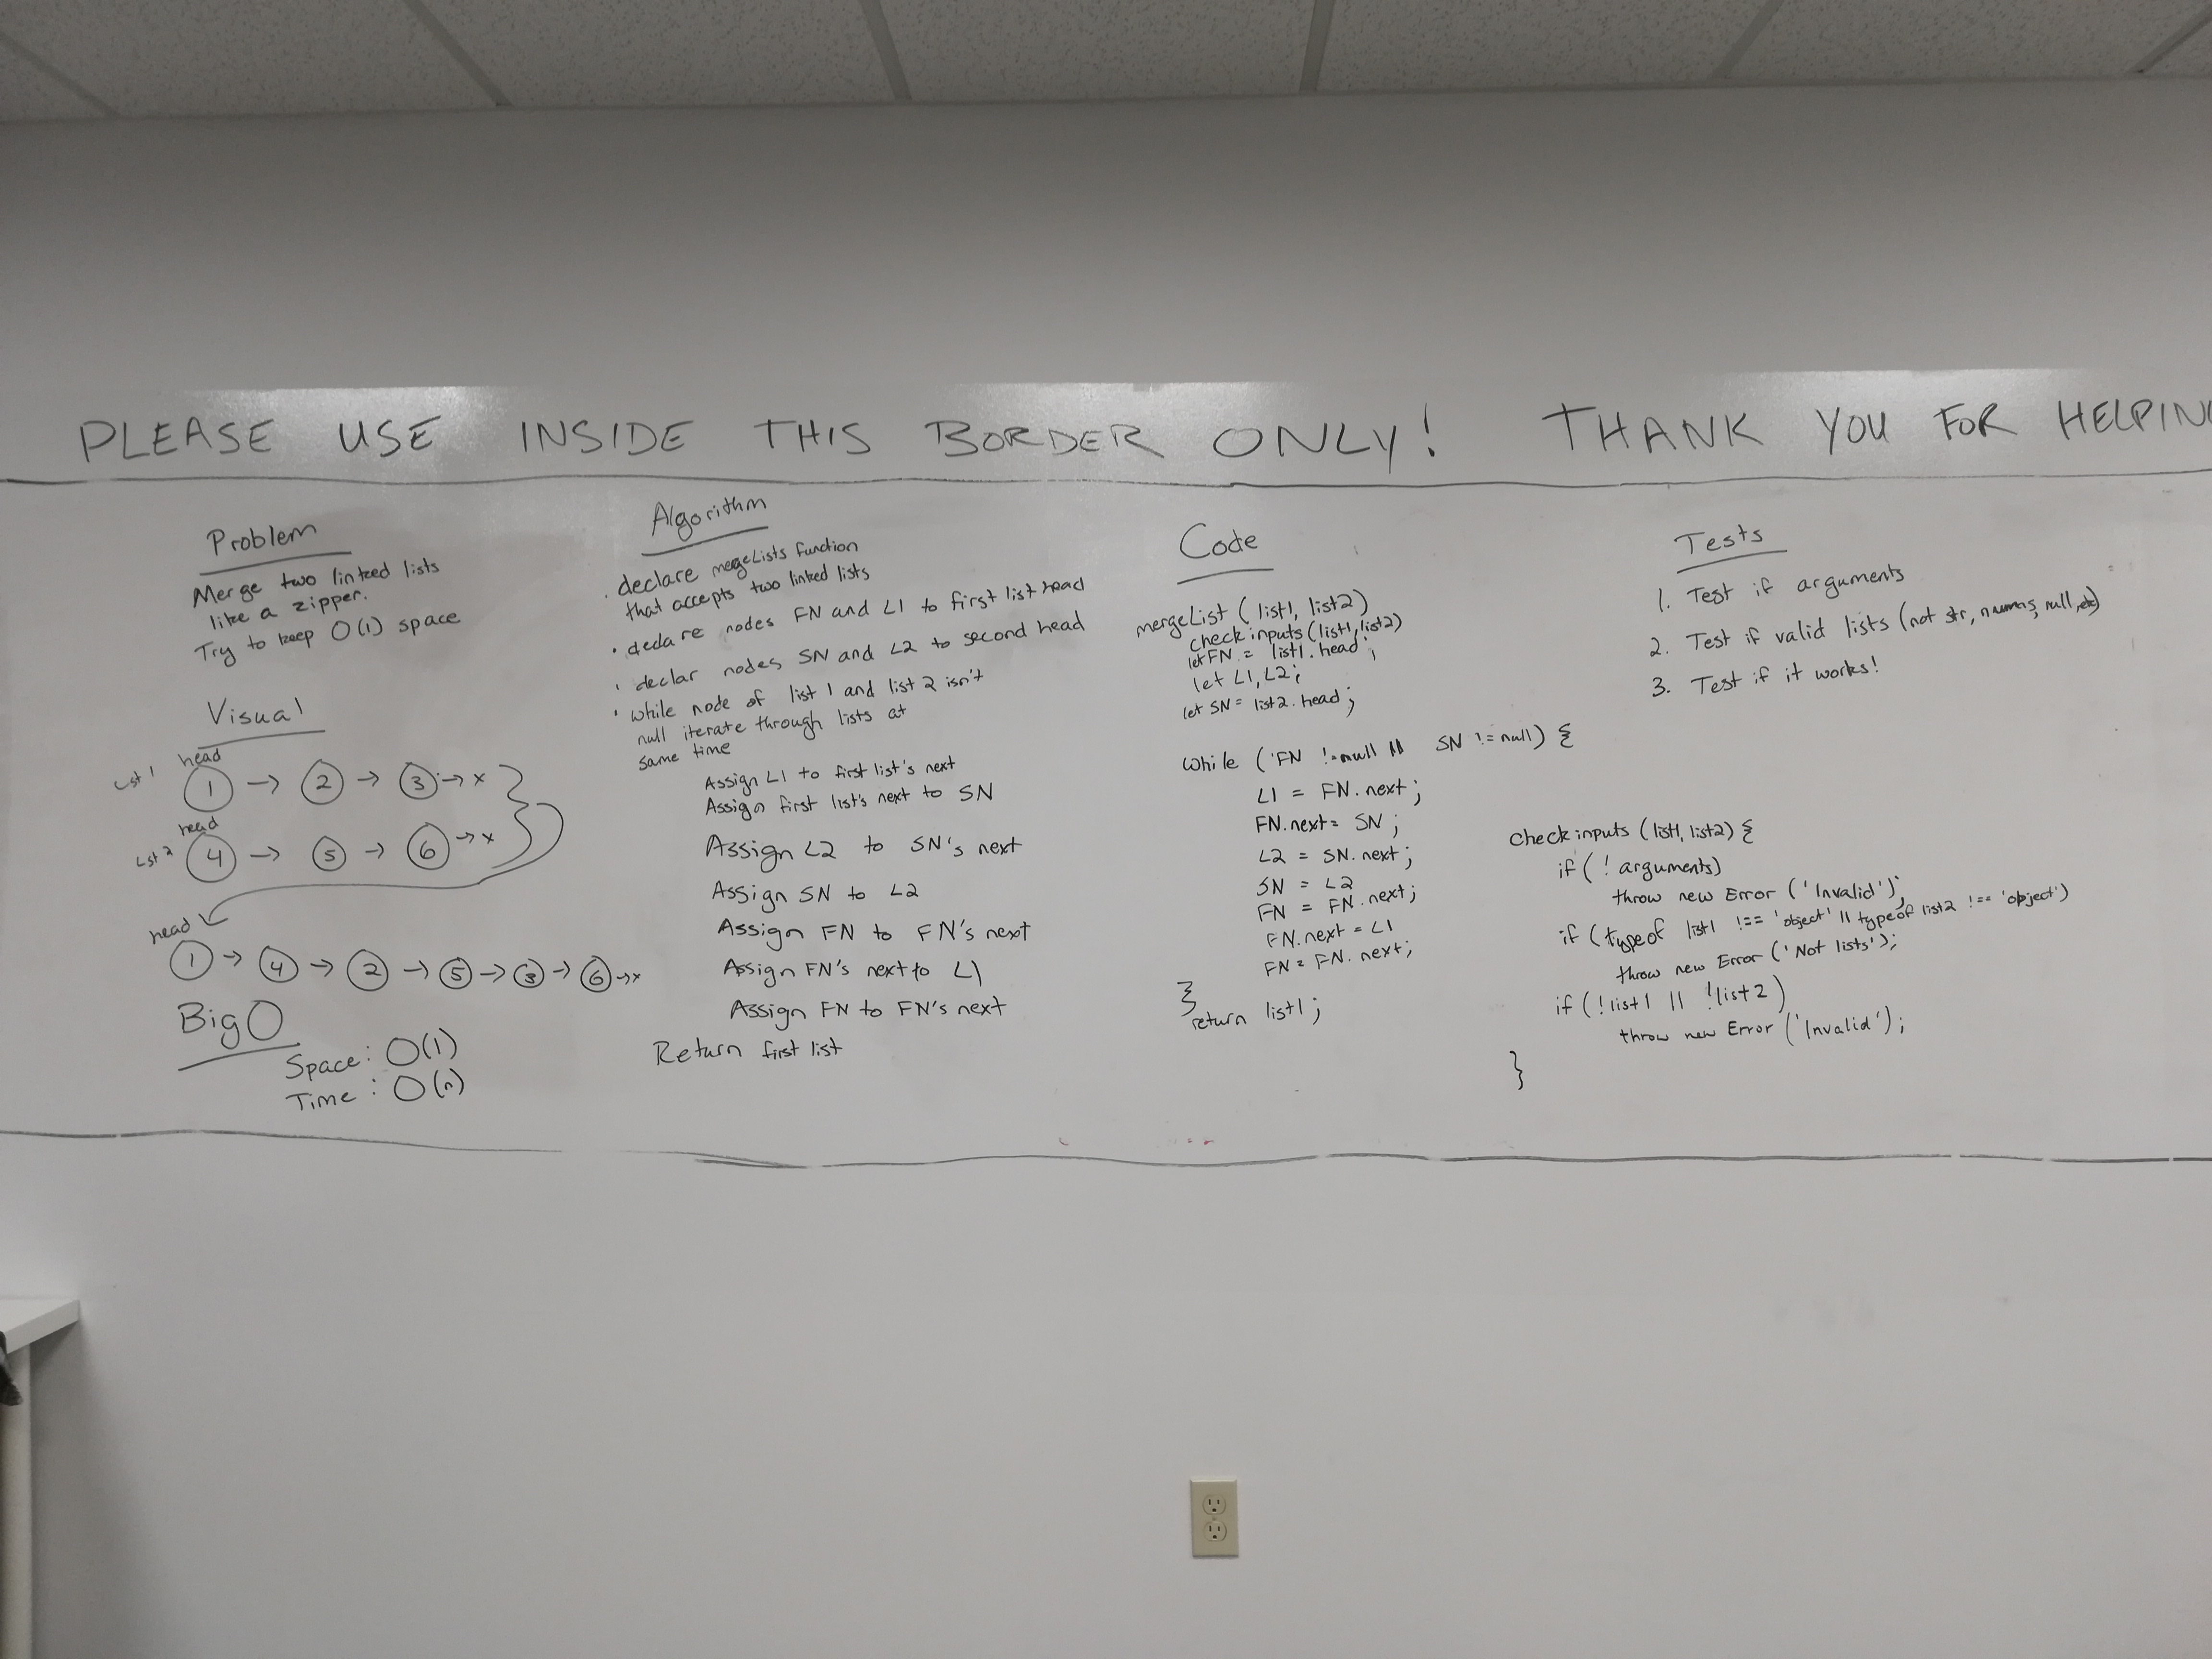 PLEASE USE INSIDE THIS BORDER ONLY! THANK YOU FOR HELPIN
Problem
Merge two linked lists
like a zipper.
Try to keep O(1) space
Visual
Lst 1
head
1 → 2 → 3 → x
head
Lst 2
4 → 5 → 6 → x
head
1 → 4 → 2 → 5 → 3 → 6 → x
Big O
Space: O(1)
Time: O(n)
Algorithm
· declare mergeLists function
that accepts two linked lists
· declare nodes FN and L1 to first list head
· declar nodes SN and L2 to second head
· while node of list 1 and list 2 isn't
null iterate through lists at
same time
Assign L1 to first list's next
Assign first list's next to SN
Assign L2 to SN's next
Assign SN to L2
Assign FN to FN's next
Assign FN's next to L1
Assign FN to FN's next
Return first list
Code
mergeList (list1, list2)
checkinputs(list1, list2)
let FN = list1.head;
let L1, L2;
let SN = list2.head;
while (FN != null || SN != null) {
L1 = FN.next;
FN.next = SN;
L2 = SN.next;
SN = L2
FN = FN.next;
FN.next = L1
FN = FN.next;
}
return list1;
Tests
1. Test if arguments
2. Test if valid lists (not str, nums, null, etc)
3. Test if it works!
checkinputs (list1, list2) {
if (! arguments)
throw new Error ('Invalid');
if (typeof list1 !== 'object' || typeof list2 !== 'object')
throw new Error ('Not lists');
if (!list1 || !list2)
throw new Error ('Invalid');
}